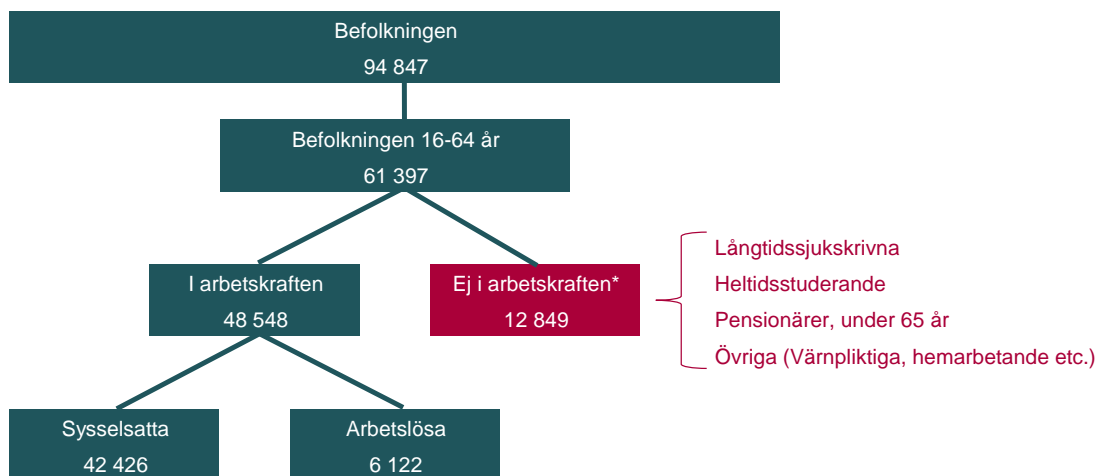 Befolkningen
94 847
Befolkningen 16-64 år
61 397
I arbetskraften
48 548
Ej i arbetskraften*
12 849
Långtidssjukskrivna
Heltidsstuderande
Pensionärer, under 65 år
Övriga (Värnpliktiga, hemarbetande etc.)
Sysselsatta
42 426
Arbetslösa
6 122